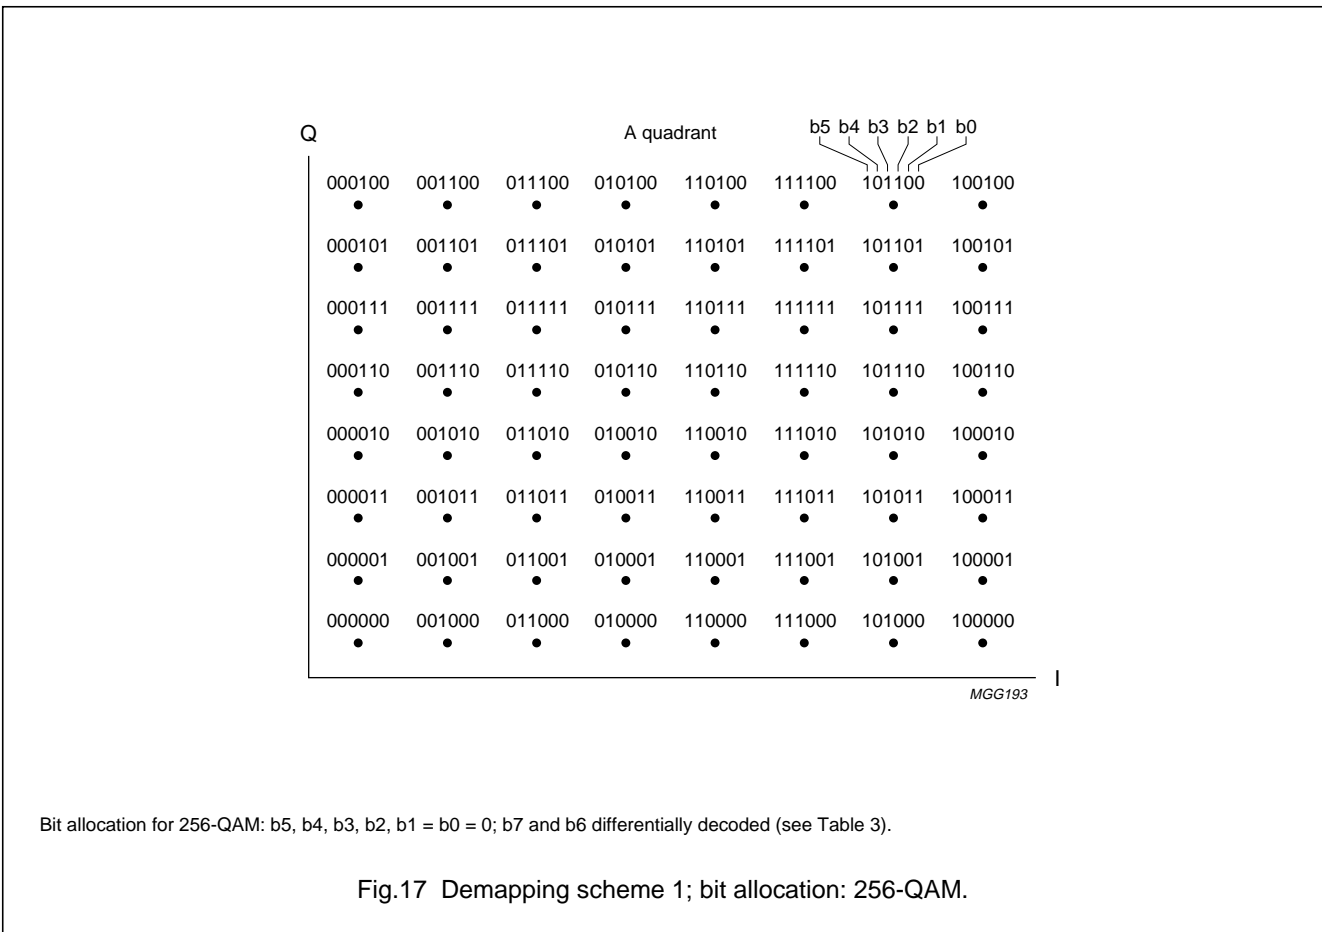 Q A quadrant b5 b4 b3 b2 b1 b0
000100 001100 011100 010100 110100 111100 101100 100100
000101 001101 011101 010101 110101 111101 101101 100101
000111 001111 011111 010111 110111 111111 101111 100111
000110 001110 011110 010110 110110 111110 101110 100110
000010 001010 011010 010010 110010 111010 101010 100010
000011 001011 011011 010011 110011 111011 101011 100011
000001 001001 011001 010001 110001 111001 101001 100001
000000 001000 011000 010000 110000 111000 101000 100000
I
MGG193
Bit allocation for 256-QAM: b5, b4, b3, b2, b1 = b0 = 0; b7 and b6 differentially decoded (see Table 3).
Fig.17 Demapping scheme 1; bit allocation: 256-QAM.